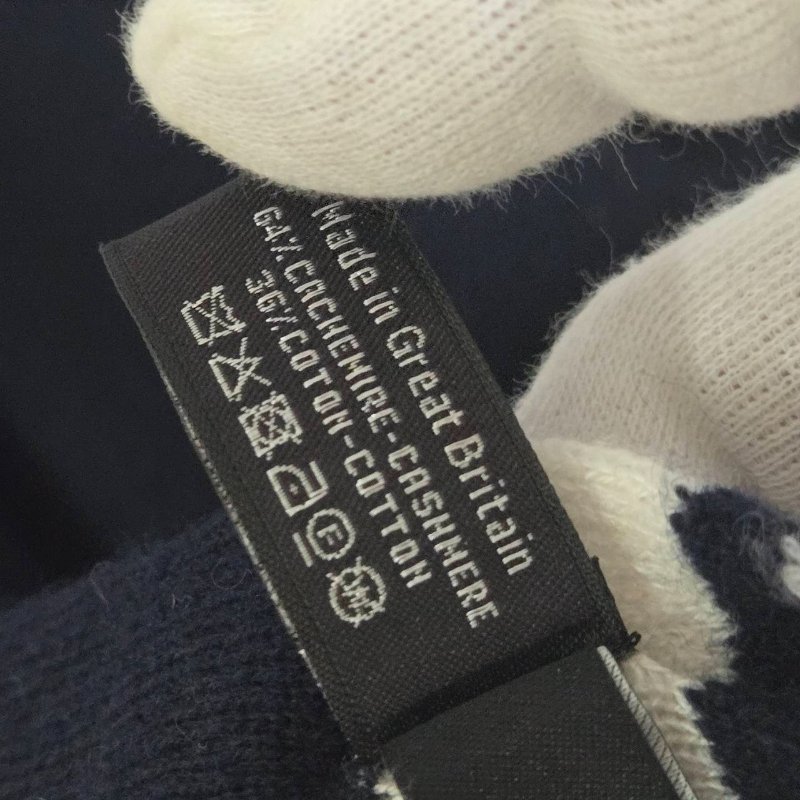 Made in Great Britain
64% CACHEMIRE-CASHMERE
36% COTON-COTTON